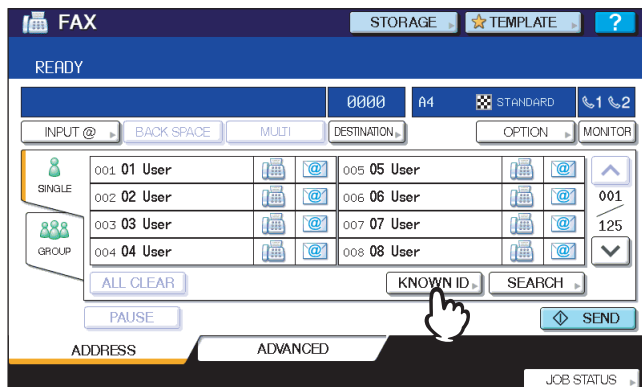 FAX STORAGE TEMPLATE ?
READY
0000 A4 STANDARD 1 2
INPUT @ BACK SPACE MULTI DESTINATION OPTION MONITOR
SINGLE
001 01 User @ 005 05 User @
002 02 User @ 006 06 User @
001
003 03 User @ 007 07 User @
125
GROUP
004 04 User @ 008 08 User @
ALL CLEAR KNOWN ID SEARCH
PAUSE SEND
ADDRESS ADVANCED
JOB STATUS